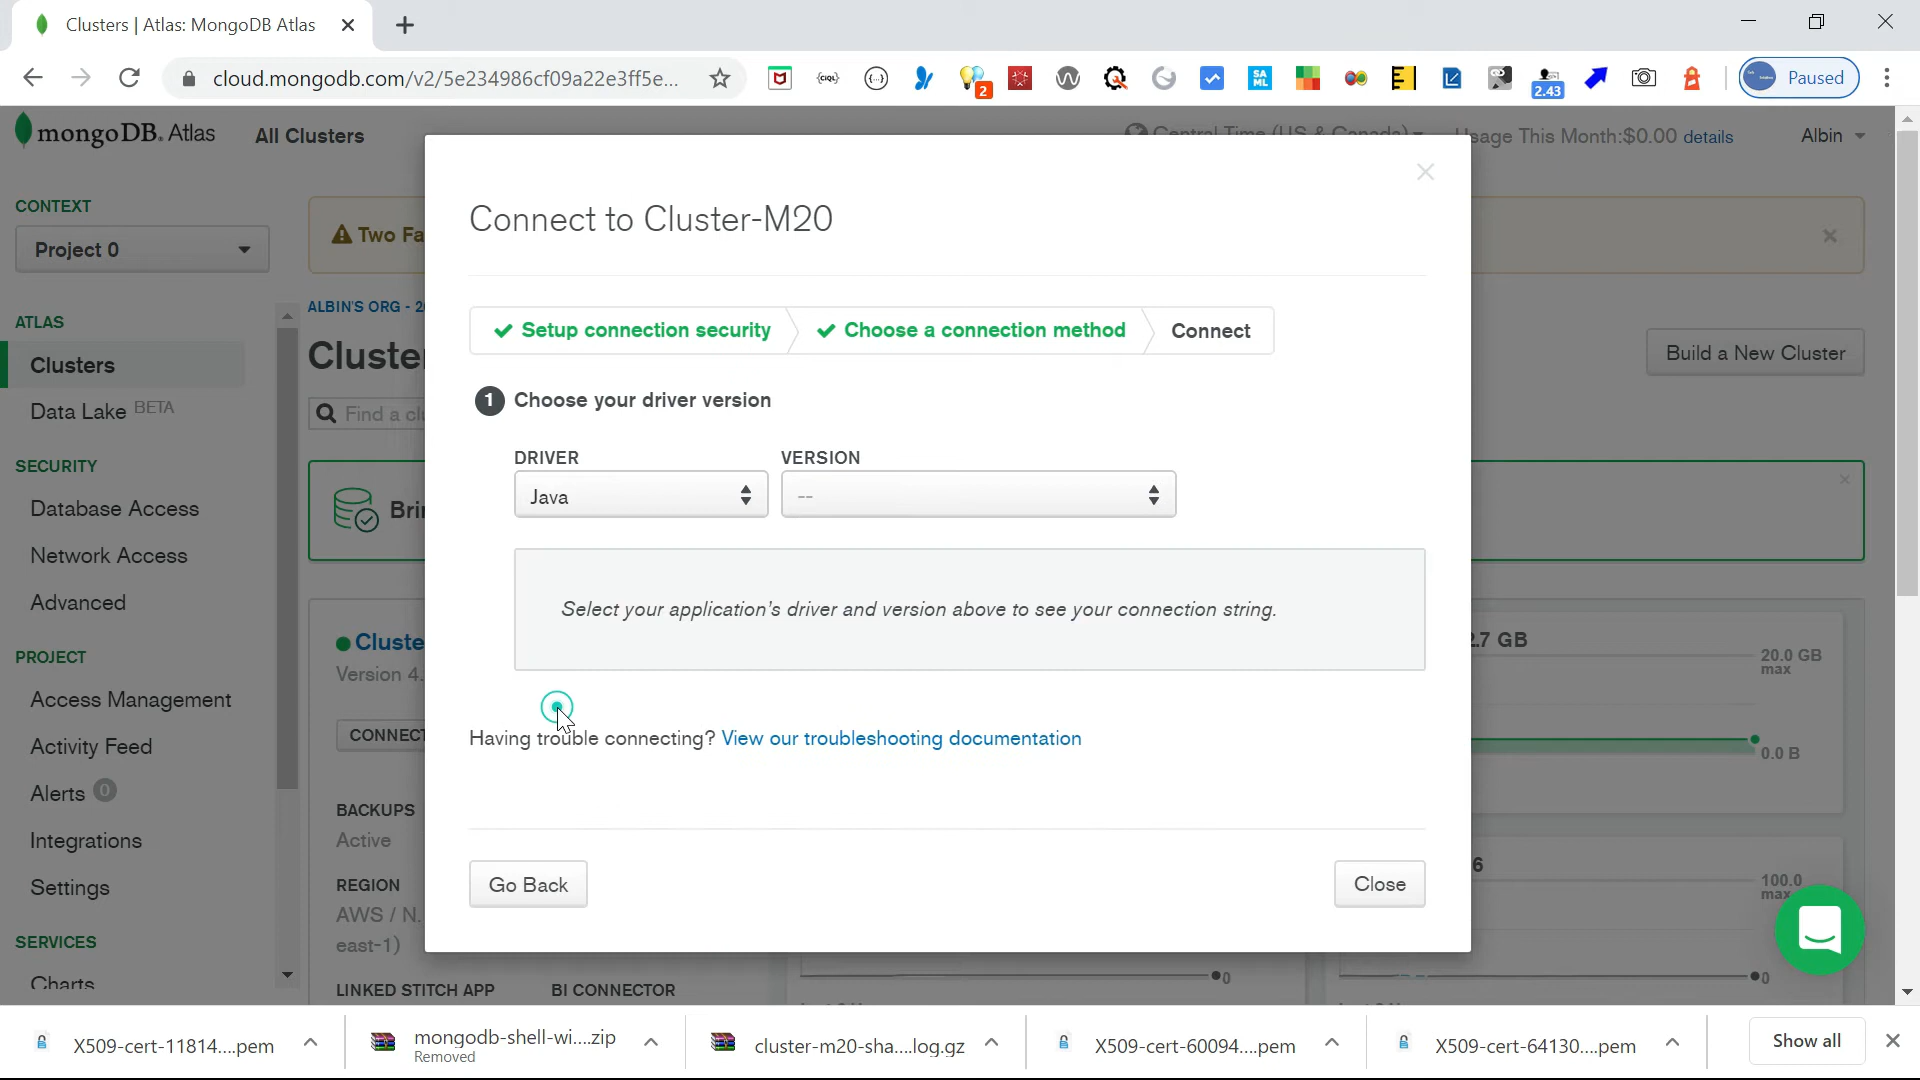 Clusters | Atlas: MongoDB Atlas
cloud.mongodb.com/v2/5e234986cf09a22e3ff5e...
2
SA
ML
2.43
Paused
mongoDB. Atlas
All Clusters
Central Time (US & Canada)
Usage This Month:$0.00 details
Albin
CONTEXT
Project 0
Two Fa
ATLAS
Clusters
Data Lake BETA
SECURITY
Database Access
Network Access
Advanced
PROJECT
Access Management
Activity Feed
Alerts 0
Integrations
Settings
SERVICES
Charts
ALBIN'S ORG - 2
Cluste
Find a cl
Build a New Cluster
Bri
Cluste
Version 4.
CONNECT
BACKUPS
Active
REGION
AWS / N.
east-1)
LINKED STITCH APP
BI CONNECTOR
Connect to Cluster-M20
Setup connection security
Choose a connection method
Connect
1 Choose your driver version
DRIVER
VERSION
Java
--
Select your application's driver and version above to see your connection string.
Having trouble connecting? View our troubleshooting documentation
Go Back
Close
2.7 GB
20.0 GB
max
0.0 B
6
100.0
max
0
0
X509-cert-11814....pem
mongodb-shell-wi....zip
Removed
cluster-m20-sha....log.gz
X509-cert-60094....pem
X509-cert-64130....pem
Show all